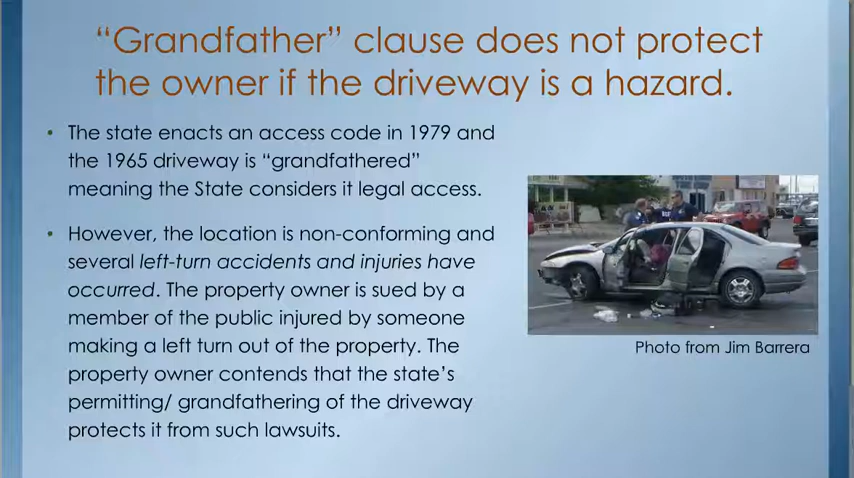 “Grandfather” clause does not protect
the owner if the driveway is a hazard.
• The state enacts an access code in 1979 and
the 1965 driveway is “grandfathered”
meaning the State considers it legal access.
• However, the location is non-conforming and
several left-turn accidents and injuries have
occurred. The property owner is sued by a
member of the public injured by someone
making a left turn out of the property. The
property owner contends that the state’s
permitting/ grandfathering of the driveway
protects it from such lawsuits.
Photo from Jim Barrera